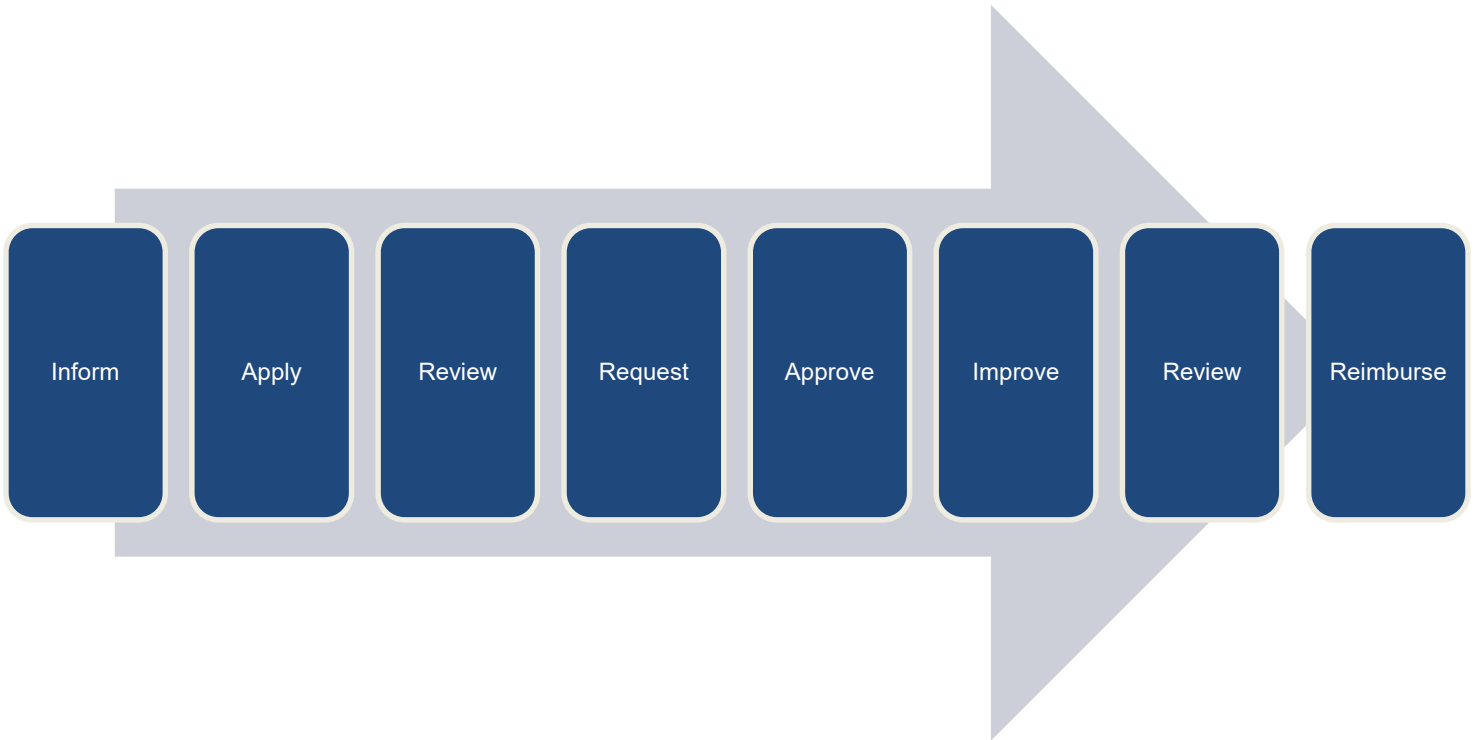 Inform
Apply
Review
Request
Approve
Improve
Review
Reimburse